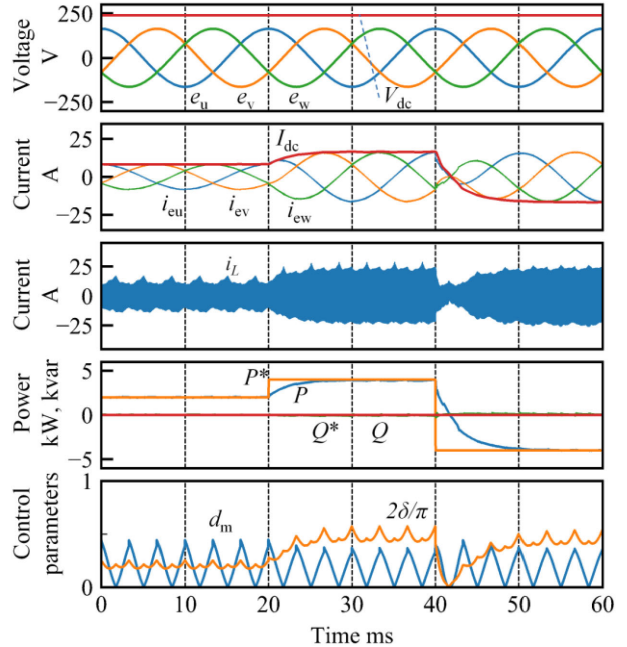 Voltage
V
250
0
−250
e_u e_v e_w V_dc
Current
A
25
0
−25
I_dc
i_eu i_ev i_ew
Current
A
25
0
−25
i_L
Power
kW, kvar
5
0
−5
P* P
Q* Q
Control
parameters
1
0
d_m 2δ/π
0 10 20 30 40 50 60
Time ms